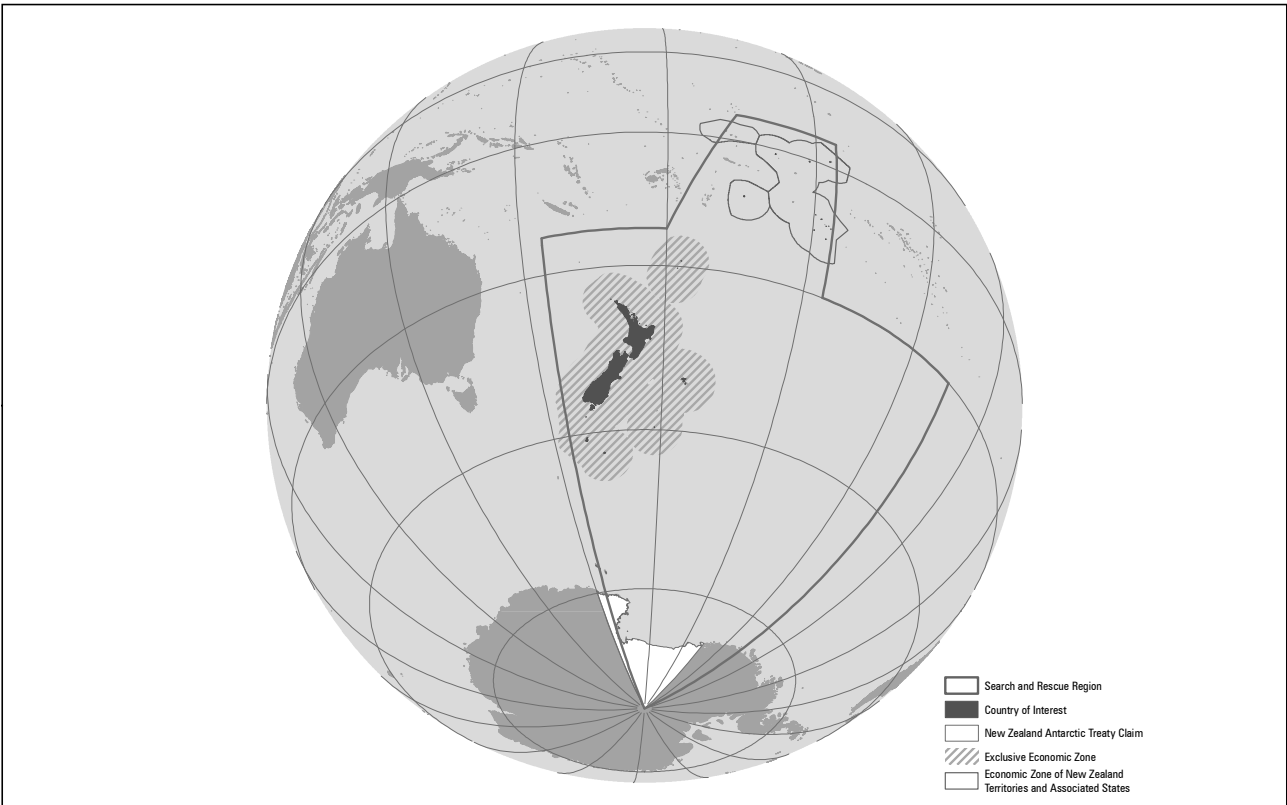 Search and Rescue Region
Country of Interest
New Zealand Antarctic Treaty Claim
Exclusive Economic Zone
Economic Zone of New Zealand
Territories and Associated States